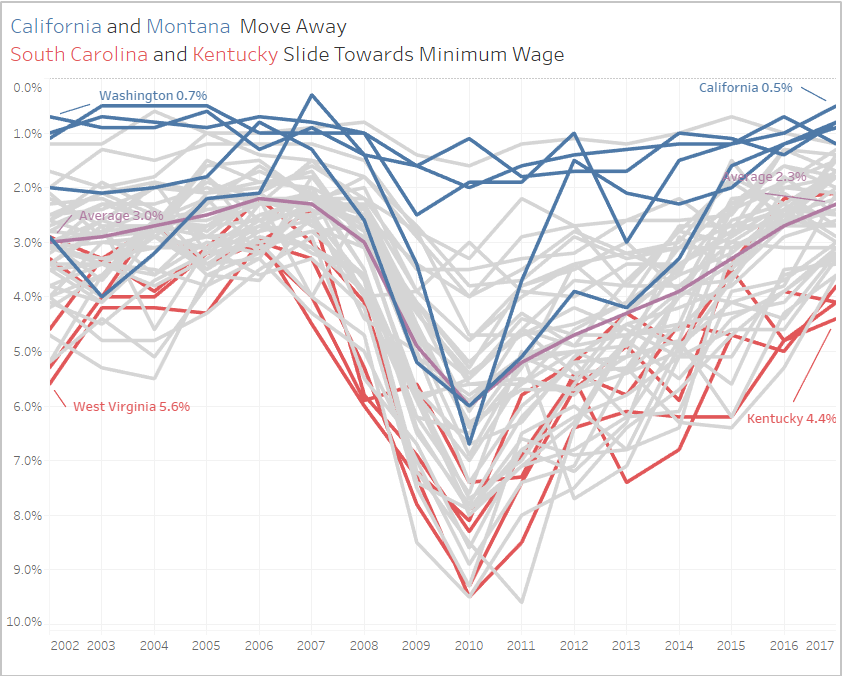 California and Montana Move Away
South Carolina and Kentucky Slide Towards Minimum Wage
0.0%
Washington 0.7%
California 0.5%
1.0%
2.0%
Average 2.3%
Average 3.0%
3.0%
4.0%
5.0%
6.0%
West Virginia 5.6%
Kentucky 4.4%
7.0%
8.0%
9.0%
10.0%
2002 2003 2004 2005 2006 2007 2008 2009 2010 2011 2012 2013 2014 2015 2016 2017